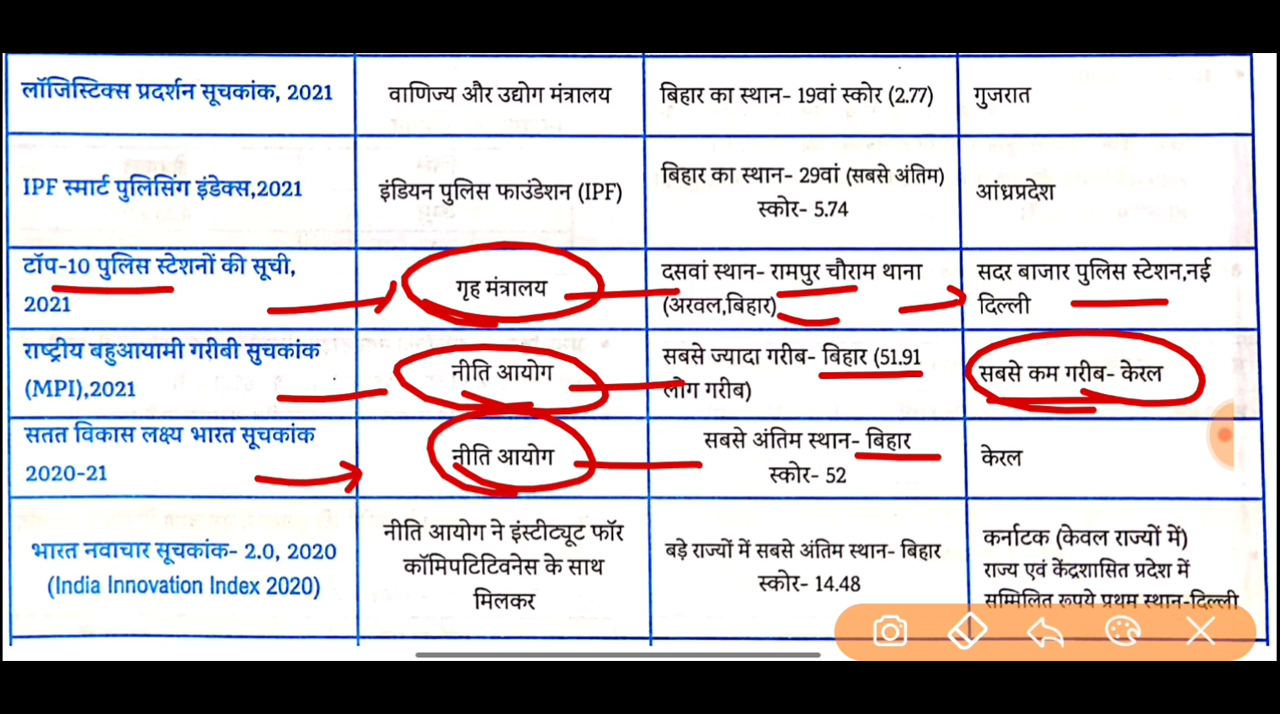 लॉजिस्टिक्स प्रदर्शन सूचकांक, 2021
वाणिज्य और उद्योग मंत्रालय
बिहार का स्थान- 19वां स्कोर (2.77)
गुजरात
IPF स्मार्ट पुलिसिंग इंडेक्स,2021
इंडियन पुलिस फाउंडेशन (IPF)
बिहार का स्थान- 29वां (सबसे अंतिम)
स्कोर- 5.74
आंध्रप्रदेश
टॉप-10 पुलिस स्टेशनों की सूची,
2021
गृह मंत्रालय
दसवां स्थान- रामपुर चौराम थाना
(अरवल,बिहार)
सदर बाजार पुलिस स्टेशन,नई
दिल्ली
राष्ट्रीय बहुआयामी गरीबी सुचकांक
(MPI),2021
नीति आयोग
सबसे ज्यादा गरीब- बिहार (51.91
लोग गरीब)
सबसे कम गरीब- केरल
सतत विकास लक्ष्य भारत सूचकांक
2020-21
नीति आयोग
सबसे अंतिम स्थान- बिहार
स्कोर- 52
केरल
भारत नवाचार सूचकांक- 2.0, 2020
(India Innovation Index 2020)
नीति आयोग ने इंस्टीट्यूट फॉर
कॉमिपटिटिवनेस के साथ
मिलकर
बड़े राज्यों में सबसे अंतिम स्थान- बिहार
स्कोर- 14.48
कर्नाटक (केवल राज्यों में)
राज्य एवं केंद्रशासित प्रदेश में
सम्मिलित रूपये प्रथम स्थान-दिल्ली